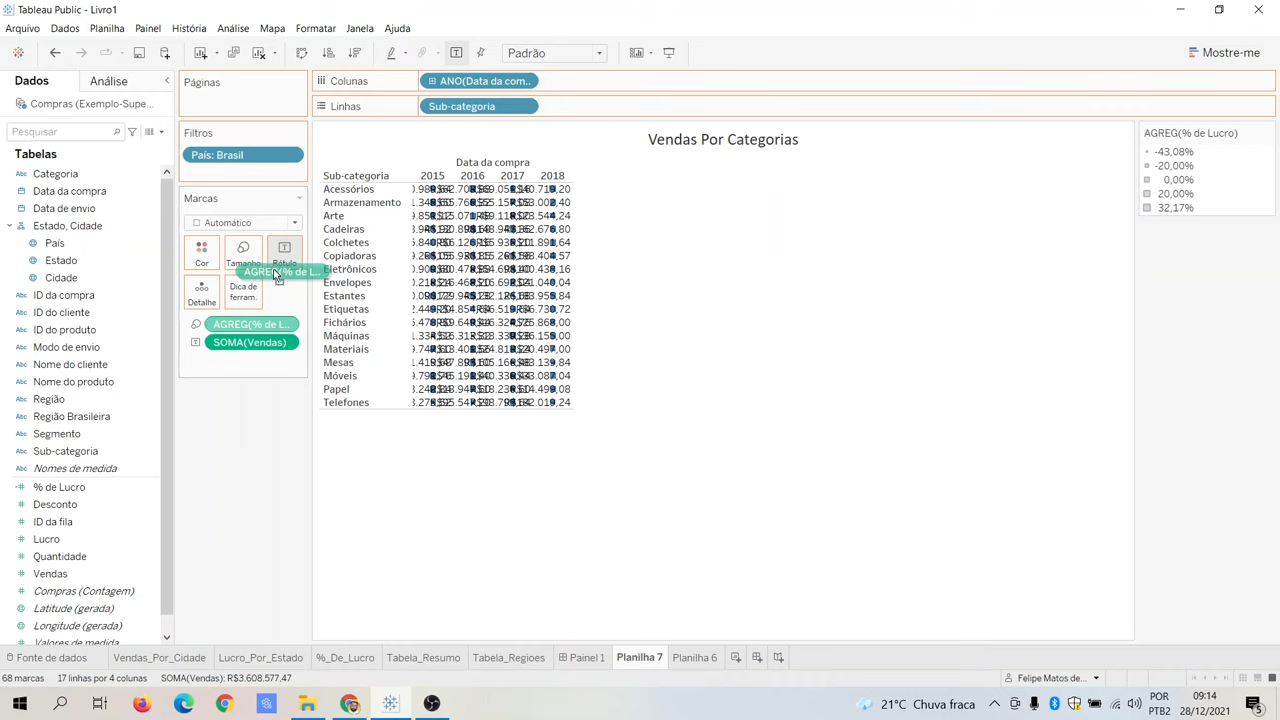 Tableau Public - Livro1
Arquivo Dados Planilha Painel História Análise Mapa Formatar Janela Ajuda
Padrão
Mostre-me
Dados Análise
Compras (Exemplo-Supe...
Pesquisar
Tabelas
Categoria
Data da compra
Data de envio
Estado, Cidade
País
Estado
Cidade
ID da compra
ID do cliente
ID do produto
Modo de envio
Nome do cliente
Nome do produto
Região
Região Brasileira
Segmento
Sub-categoria
Nomes de medida
% de Lucro
Desconto
ID da fila
Lucro
Quantidade
Vendas
Compras (Contagem)
Latitude (gerada)
Longitude (gerada)
Valores de medida
Páginas
Filtros
País: Brasil
Marcas
Automático
Cor Tamanho Rótulo
AGREG(% de L..
Detalhe
Dica de
ferram.
AGREG(% de L..
SOMA(Vendas)
Colunas
ANO(Data da com..
Linhas
Sub-categoria
Vendas Por Categorias
Data da compra
Sub-categoria 2015 2016 2017 2018
Acessórios
Armazenamento
Arte
Cadeiras
Colchetes
Copiadoras
Eletrônicos
Envelopes
Estantes
Etiquetas
Fichários
Máquinas
Materiais
Mesas
Móveis
Papel
Telefones
AGREG(% de Lucro)
-43,08%
-20,00%
0,00%
20,00%
32,17%
Fonte de dados Vendas_Por_Cidade Lucro_Por_Estado %_De_Lucro Tabela_Resumo Tabela_Regioes Painel 1 Planilha 7 Planilha 6
68 marcas 17 linhas por 4 colunas SOMA(Vendas): R$3.608.577,47
Felipe Matos de...
21°C Chuva fraca
POR
PTB2
09:14
28/12/2021
5